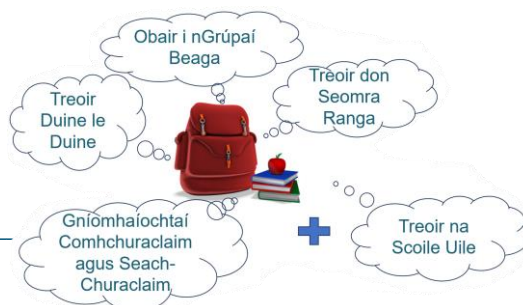 Obair i nGrúpaí
Beaga
Treoir don
Seomra
Ranga
Treoir
Duine le
Duine
Gníomhaíochtaí
Comhchuraclaim
agus Seach-
Churaclaim
Treoir na
Scoile Uile